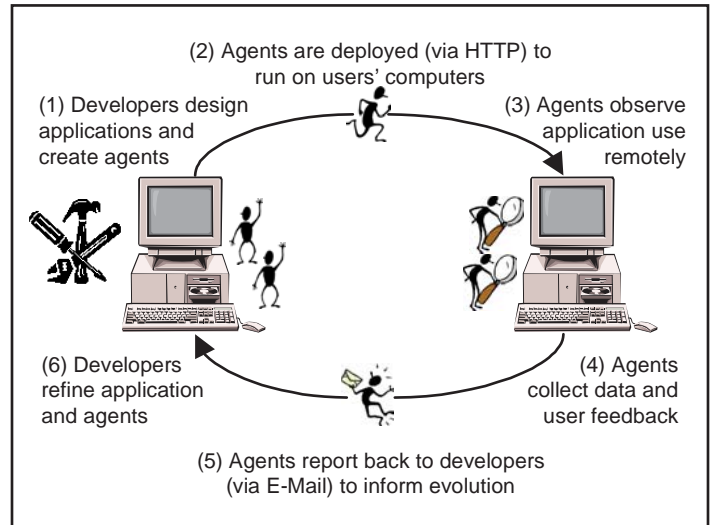 (2) Agents are deployed (via HTTP) to
run on users’ computers
(1) Developers design
applications and
create agents
(3) Agents observe
application use
remotely
(6) Developers
refine application
and agents
(4) Agents
collect data and
user feedback
(5) Agents report back to developers
(via E-Mail) to inform evolution